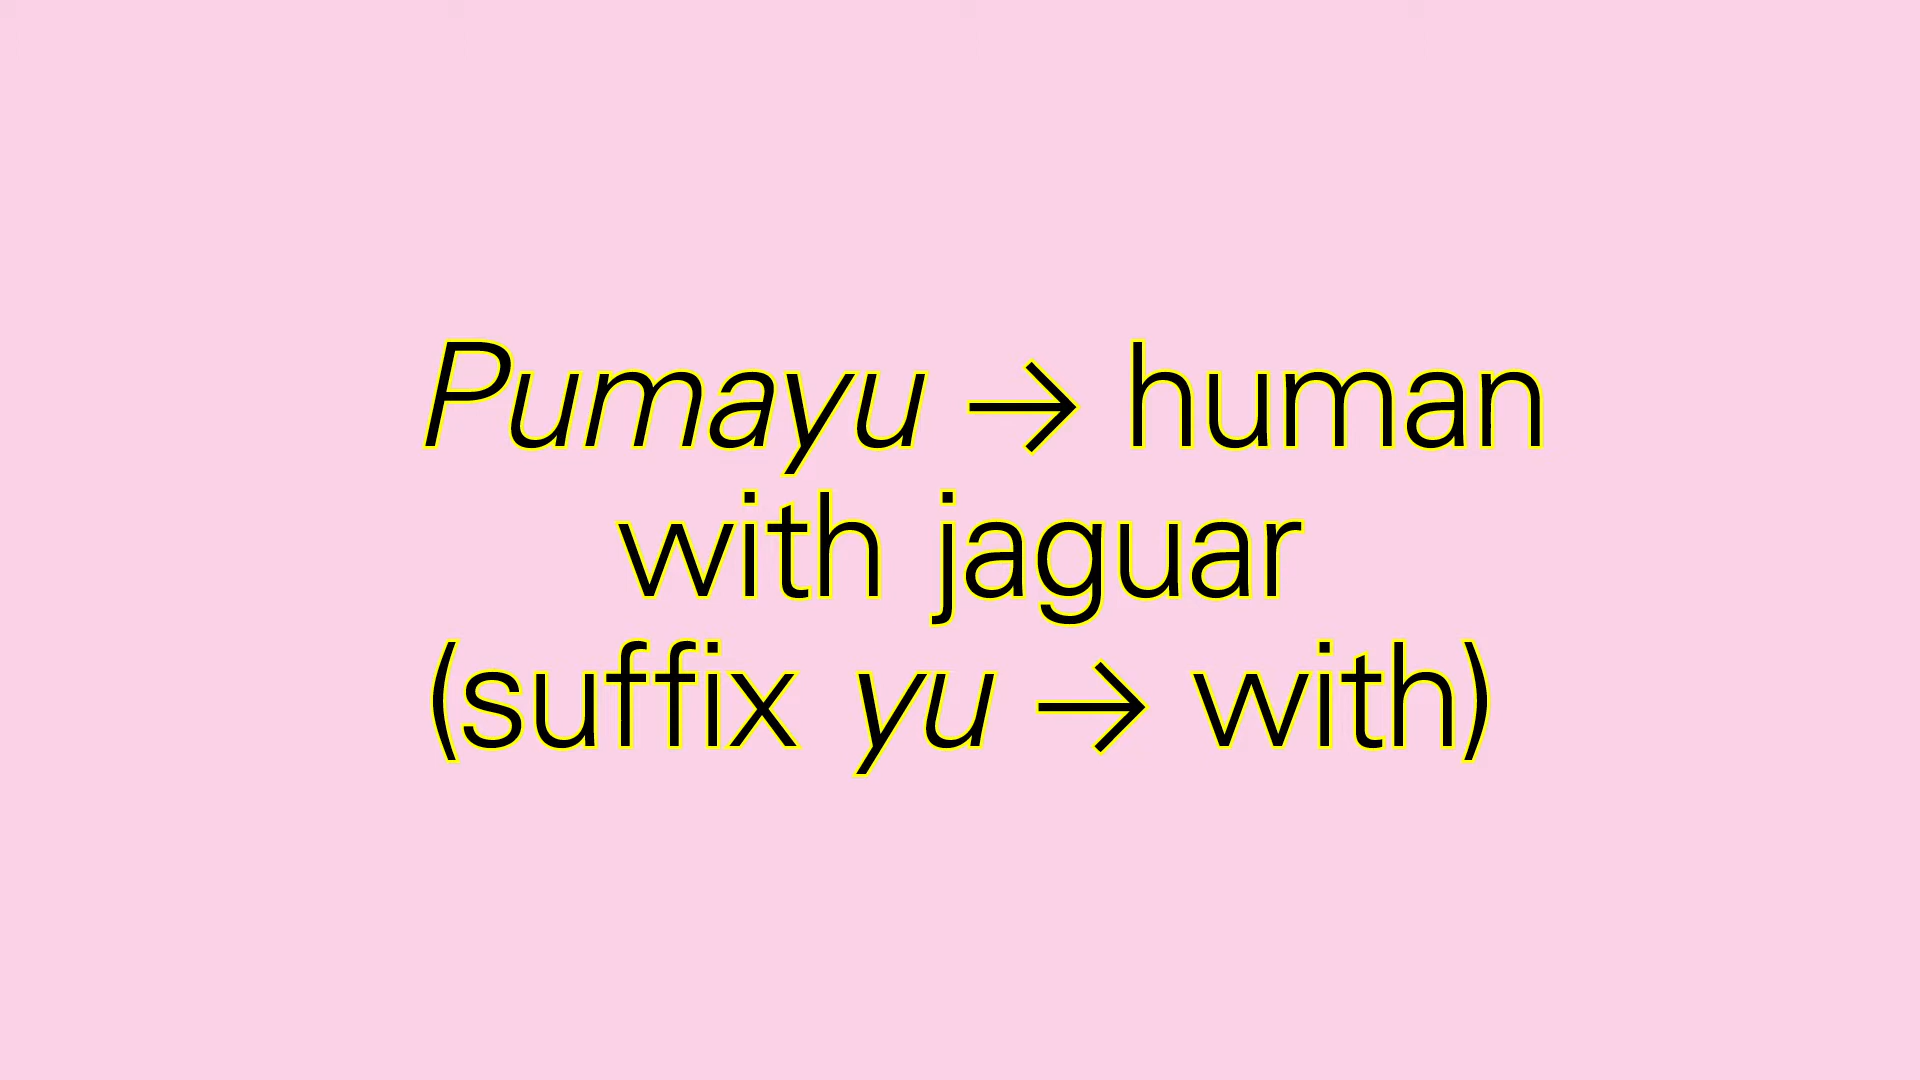 Pumayu → human
with jaguar
(suffix yu → with)